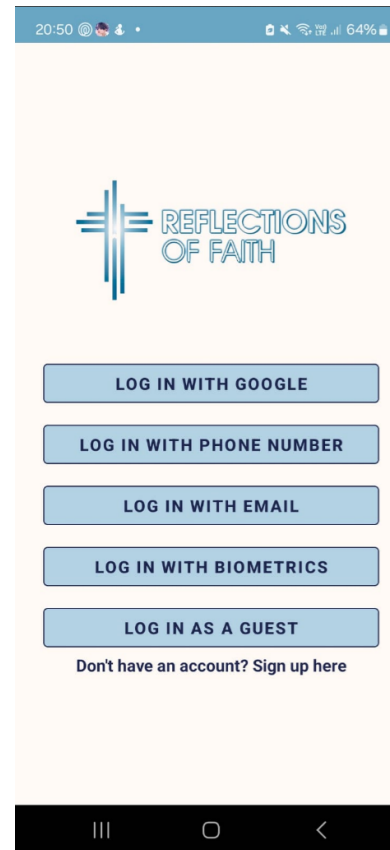 20:50 64%
REFLECTIONS
OF FAITH
LOG IN WITH GOOGLE
LOG IN WITH PHONE NUMBER
LOG IN WITH EMAIL
LOG IN WITH BIOMETRICS
LOG IN AS A GUEST
Don't have an account? Sign up here